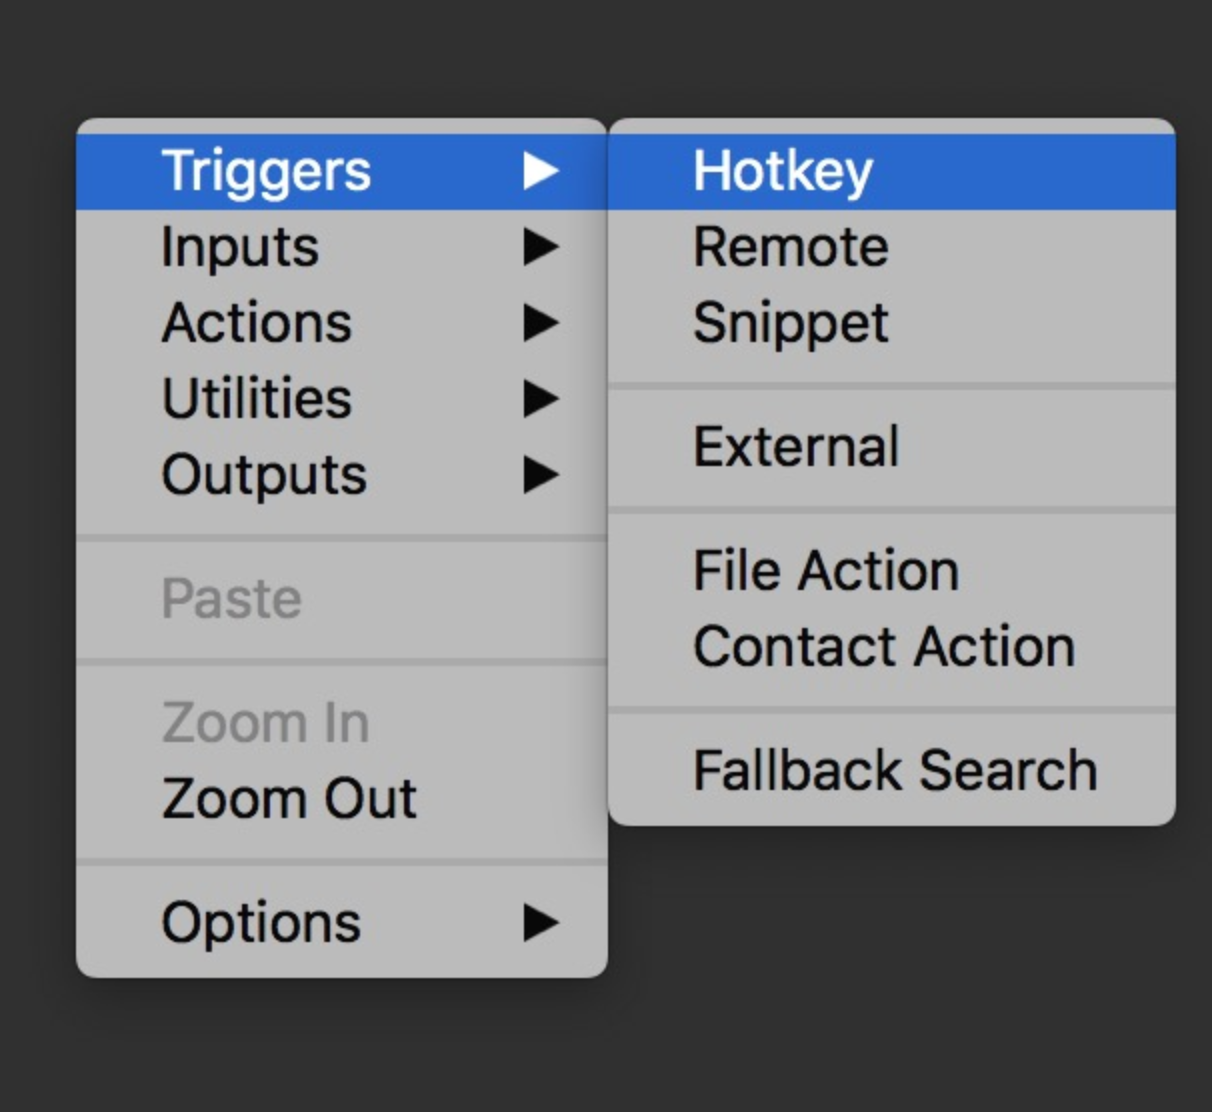 Triggers
Inputs
Actions
Utilities
Outputs
Paste
Zoom In
Zoom Out
Options
Hotkey
Remote
Snippet
External
File Action
Contact Action
Fallback Search